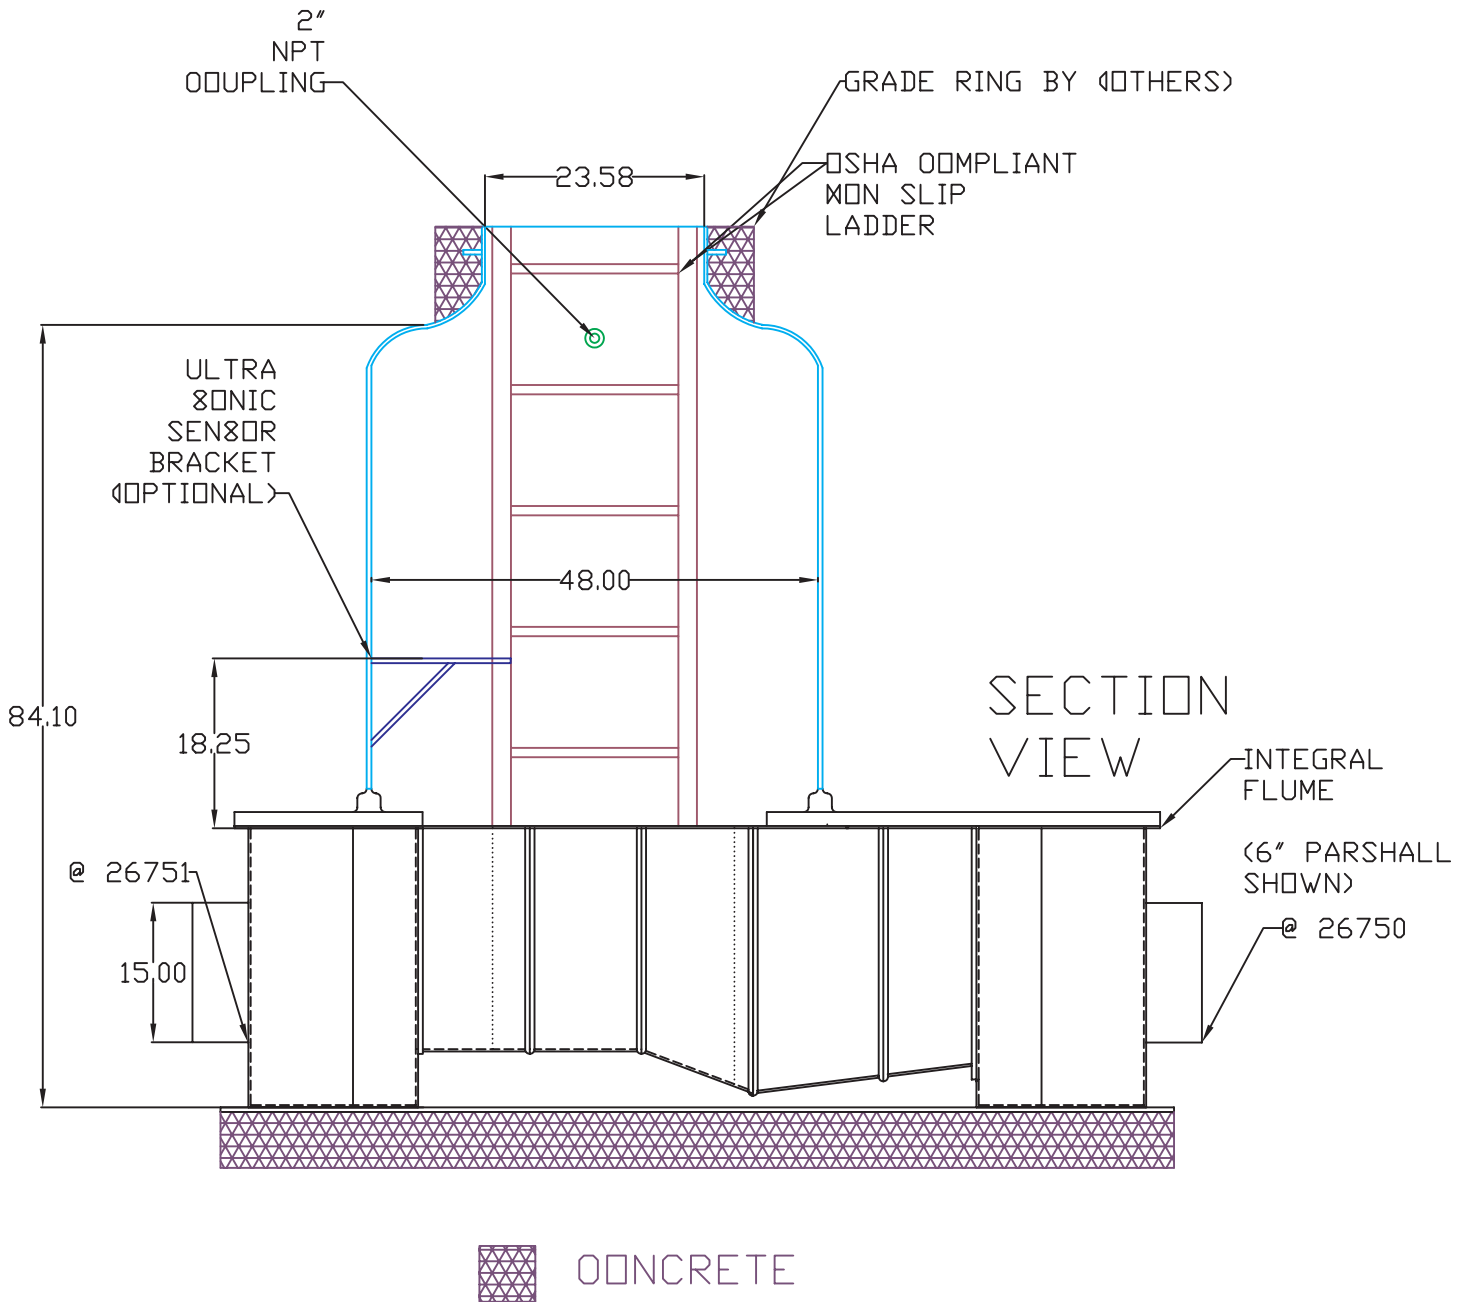 2"
NPT
COUPLING
GRADE RING BY (OTHERS)
23.58
OSHA COMPLIANT
NON SLIP
LADDER
ULTRA
SONIC
SENSOR
BRACKET
(OPTIONAL)
48.00
84.10
18.25
SECTION
VIEW
INTEGRAL
FLUME
(6" PARSHALL
SHOWN)
@ 26751
15.00
@ 26750
CONCRETE